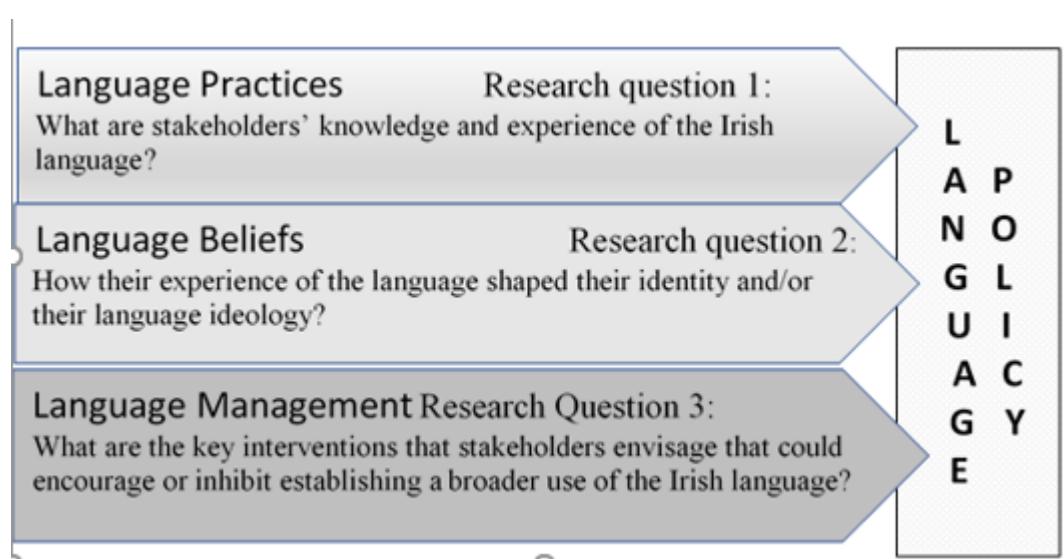 Language Practices Research question 1:
What are stakeholders’ knowledge and experience of the Irish
language?
Language Beliefs Research question 2:
How their experience of the language shaped their identity and/or
their language ideology?
Language Management Research Question 3:
What are the key interventions that stakeholders envisage that could
encourage or inhibit establishing a broader use of the Irish language?
LANGUAGE
POLICY